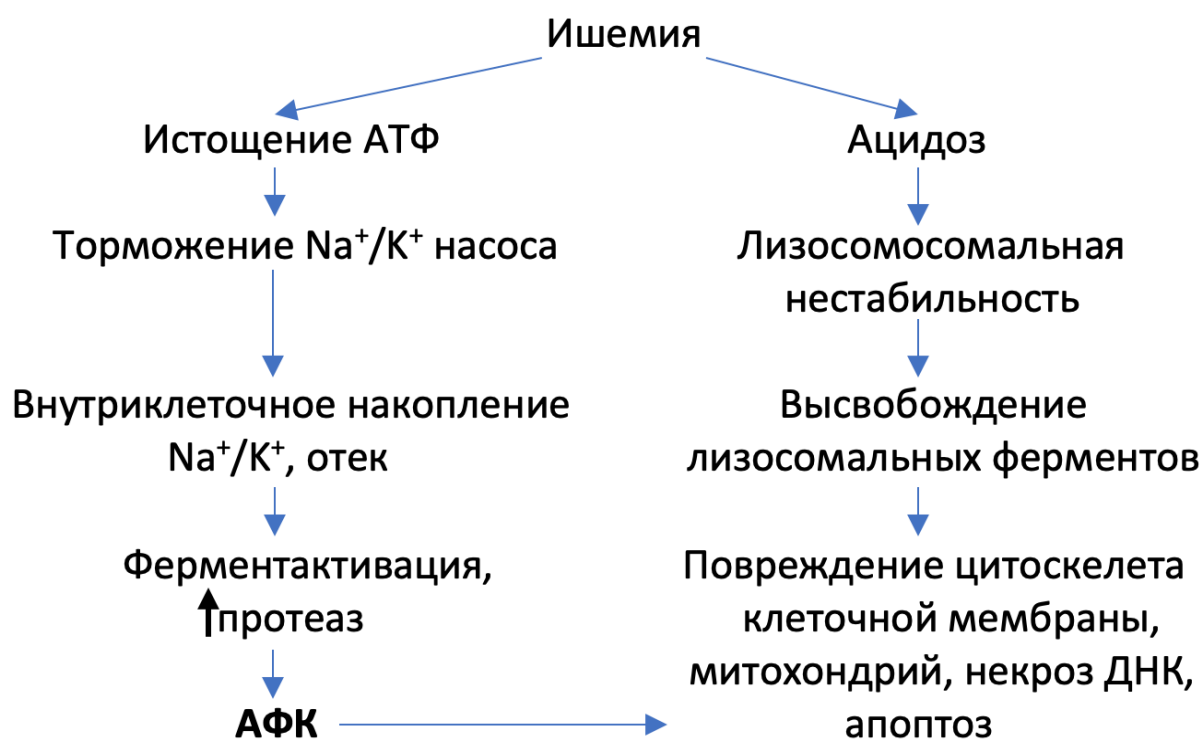 Ишемия
Истощение АТФ
Торможение Na⁺/K⁺ насоса
Внутриклеточное накопление
Na⁺/K⁺, отек
Ферментактивация,
протеаз
АФК
Ацидоз
Лизосомосомальная
нестабильность
Высвобождение
лизосомальных ферментов
Повреждение цитоскелета
клеточной мембраны,
митохондрий, некроз ДНК,
апоптоз